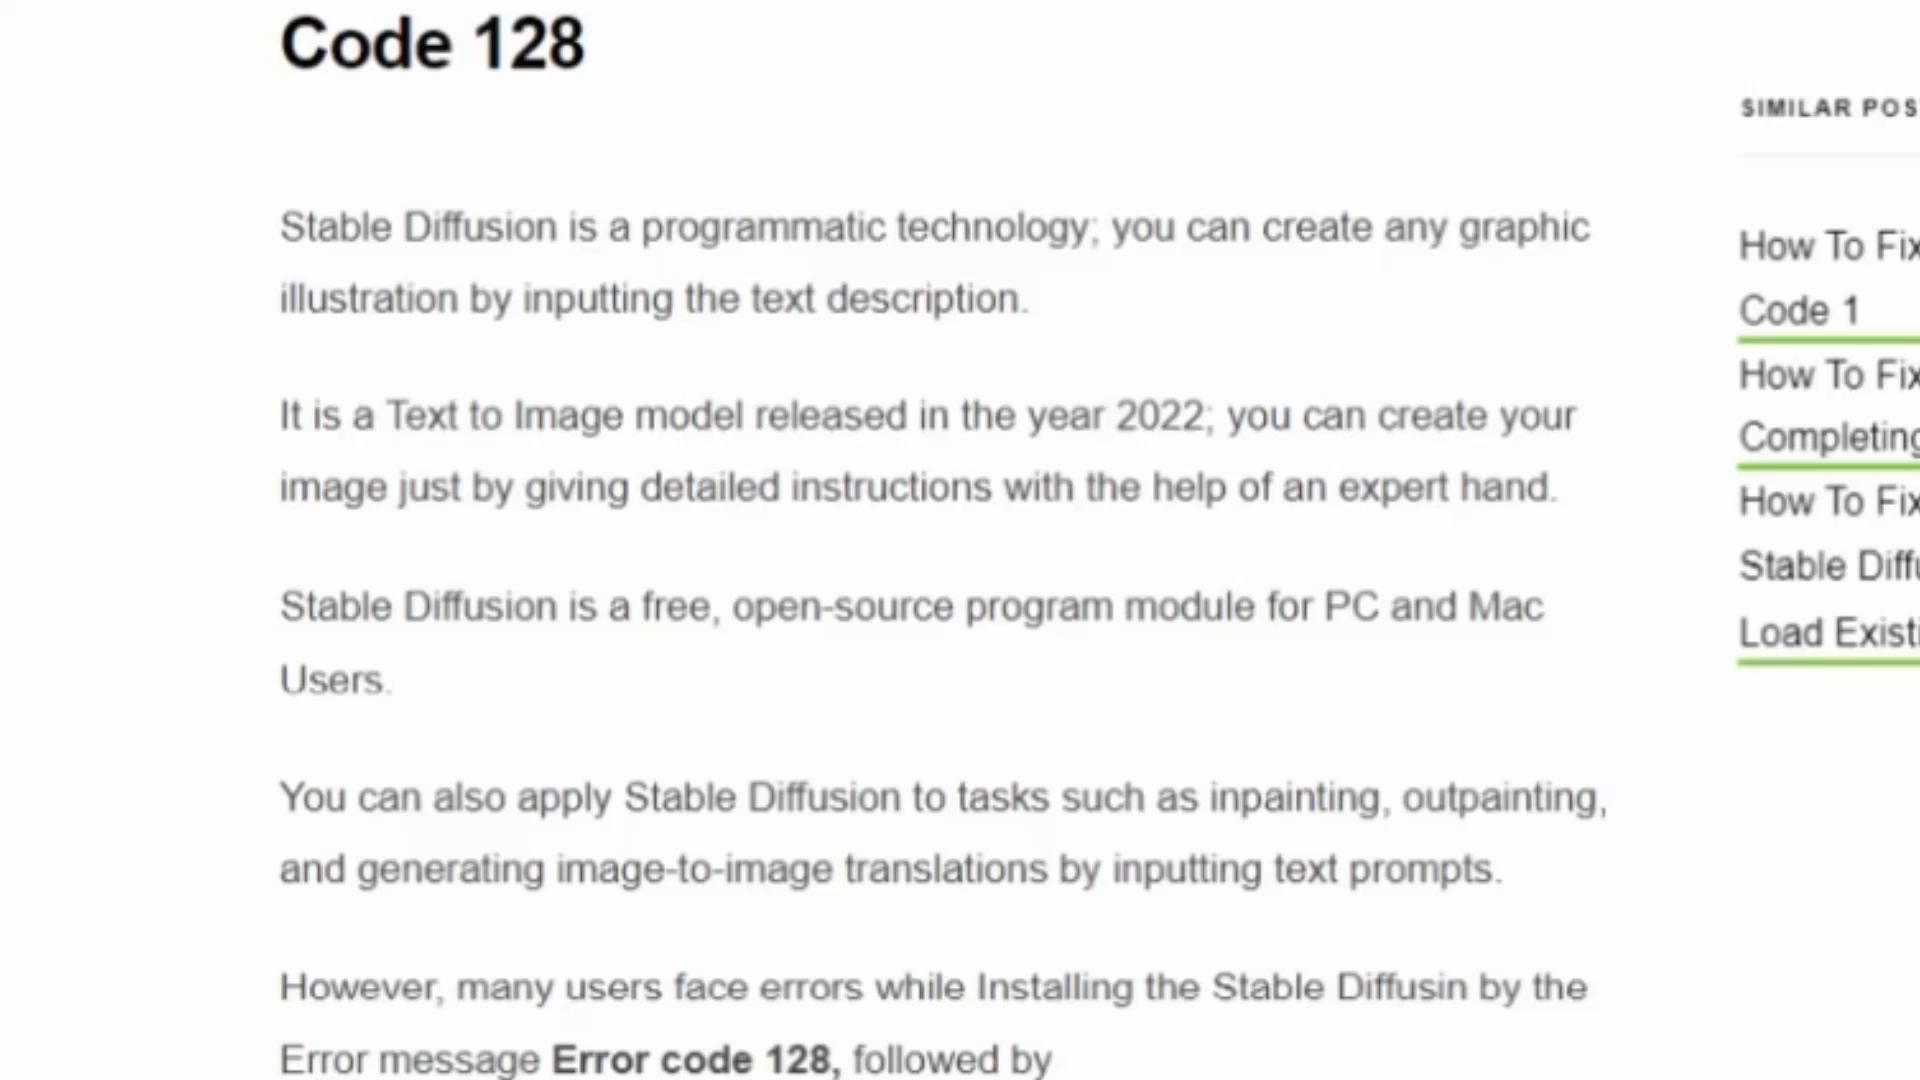 Code 128
Stable Diffusion is a programmatic technology; you can create any graphic
illustration by inputting the text description.
It is a Text to Image model released in the year 2022; you can create your
image just by giving detailed instructions with the help of an expert hand.
Stable Diffusion is a free, open-source program module for PC and Mac
Users.
You can also apply Stable Diffusion to tasks such as inpainting, outpainting,
and generating image-to-image translations by inputting text prompts.
However, many users face errors while Installing the Stable Diffusin by the
Error message Error code 128, followed by
SIMILAR POS
How To Fix
Code 1
How To Fix
Completing
How To Fix
Stable Diffu
Load Existi